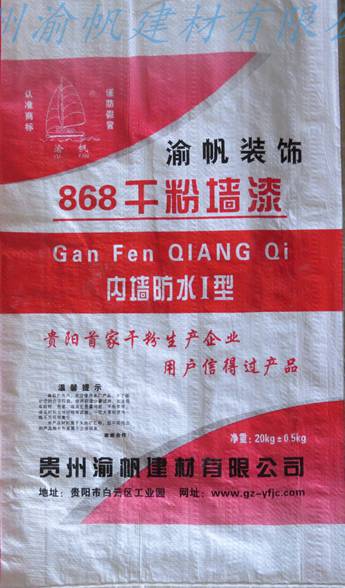 州渝帆建材有限公
认准商标
谨防假冒
渝 帆
渝帆装饰
868干粉墙漆
Gan Fen QIANG Qi
内墙防水I型
贵阳首家干粉生产企业
用户信得过产品
温馨提示
净重:20kg±0.5kg
贵州渝帆建材有限公司
地址:贵阳市白云区工业园 网址:www.gz-yfjc.com